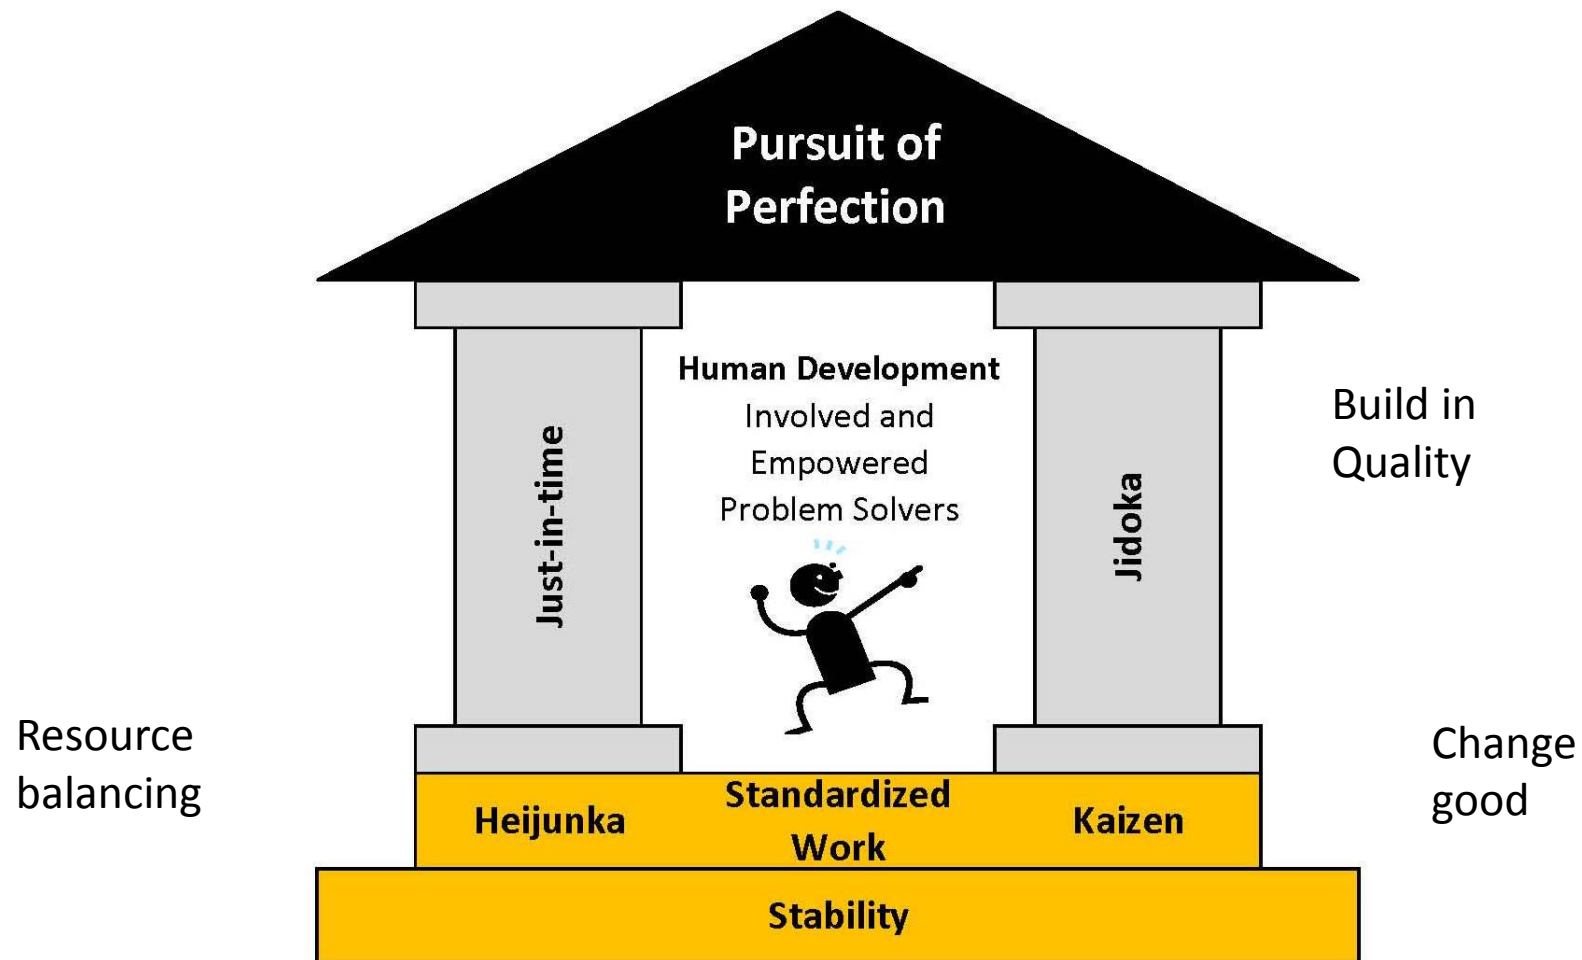 Pursuit of
Perfection
Human Development
Involved and
Empowered
Problem Solvers
Just-in-time
Jidoka
Build in
Quality
Resource
balancing
Change
good
Heijunka
Standardized
Work
Kaizen
Stability